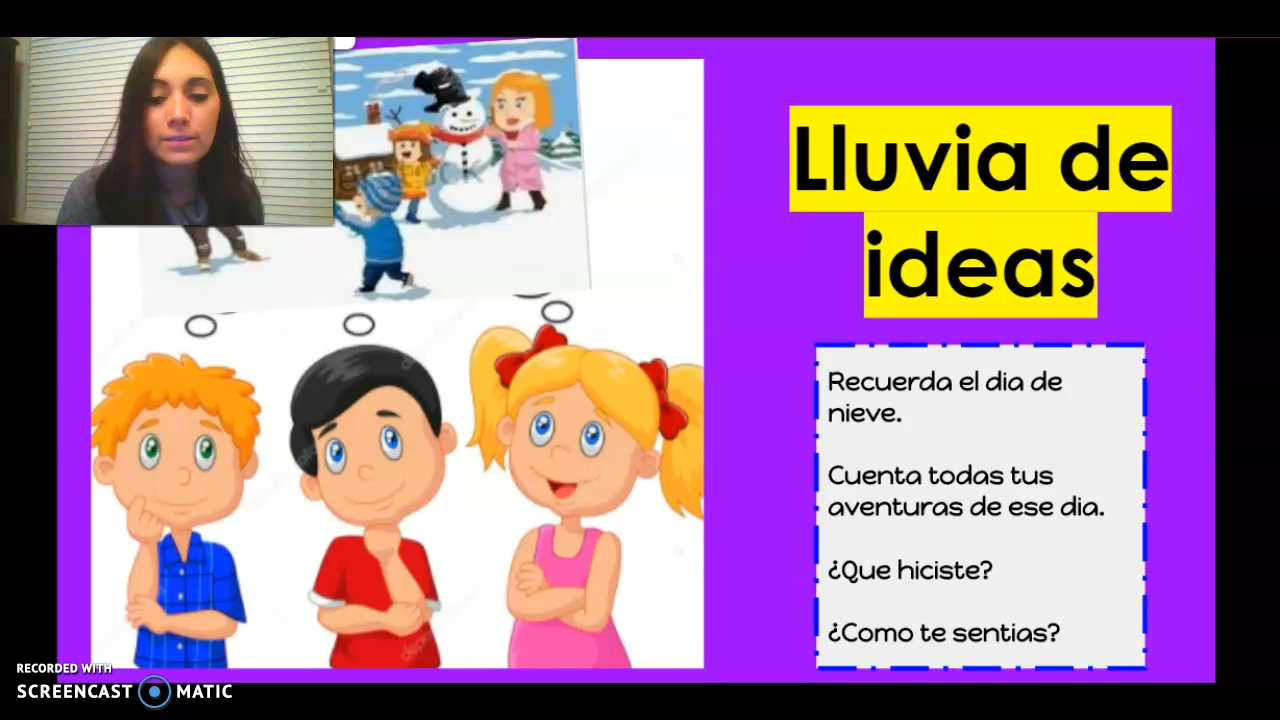 Lluvia de
ideas
Recuerda el dia de
nieve.
Cuenta todas tus
aventuras de ese dia.
¿Que hiciste?
¿Como te sentias?
RECORDED WITH
SCREENCAST MATIC